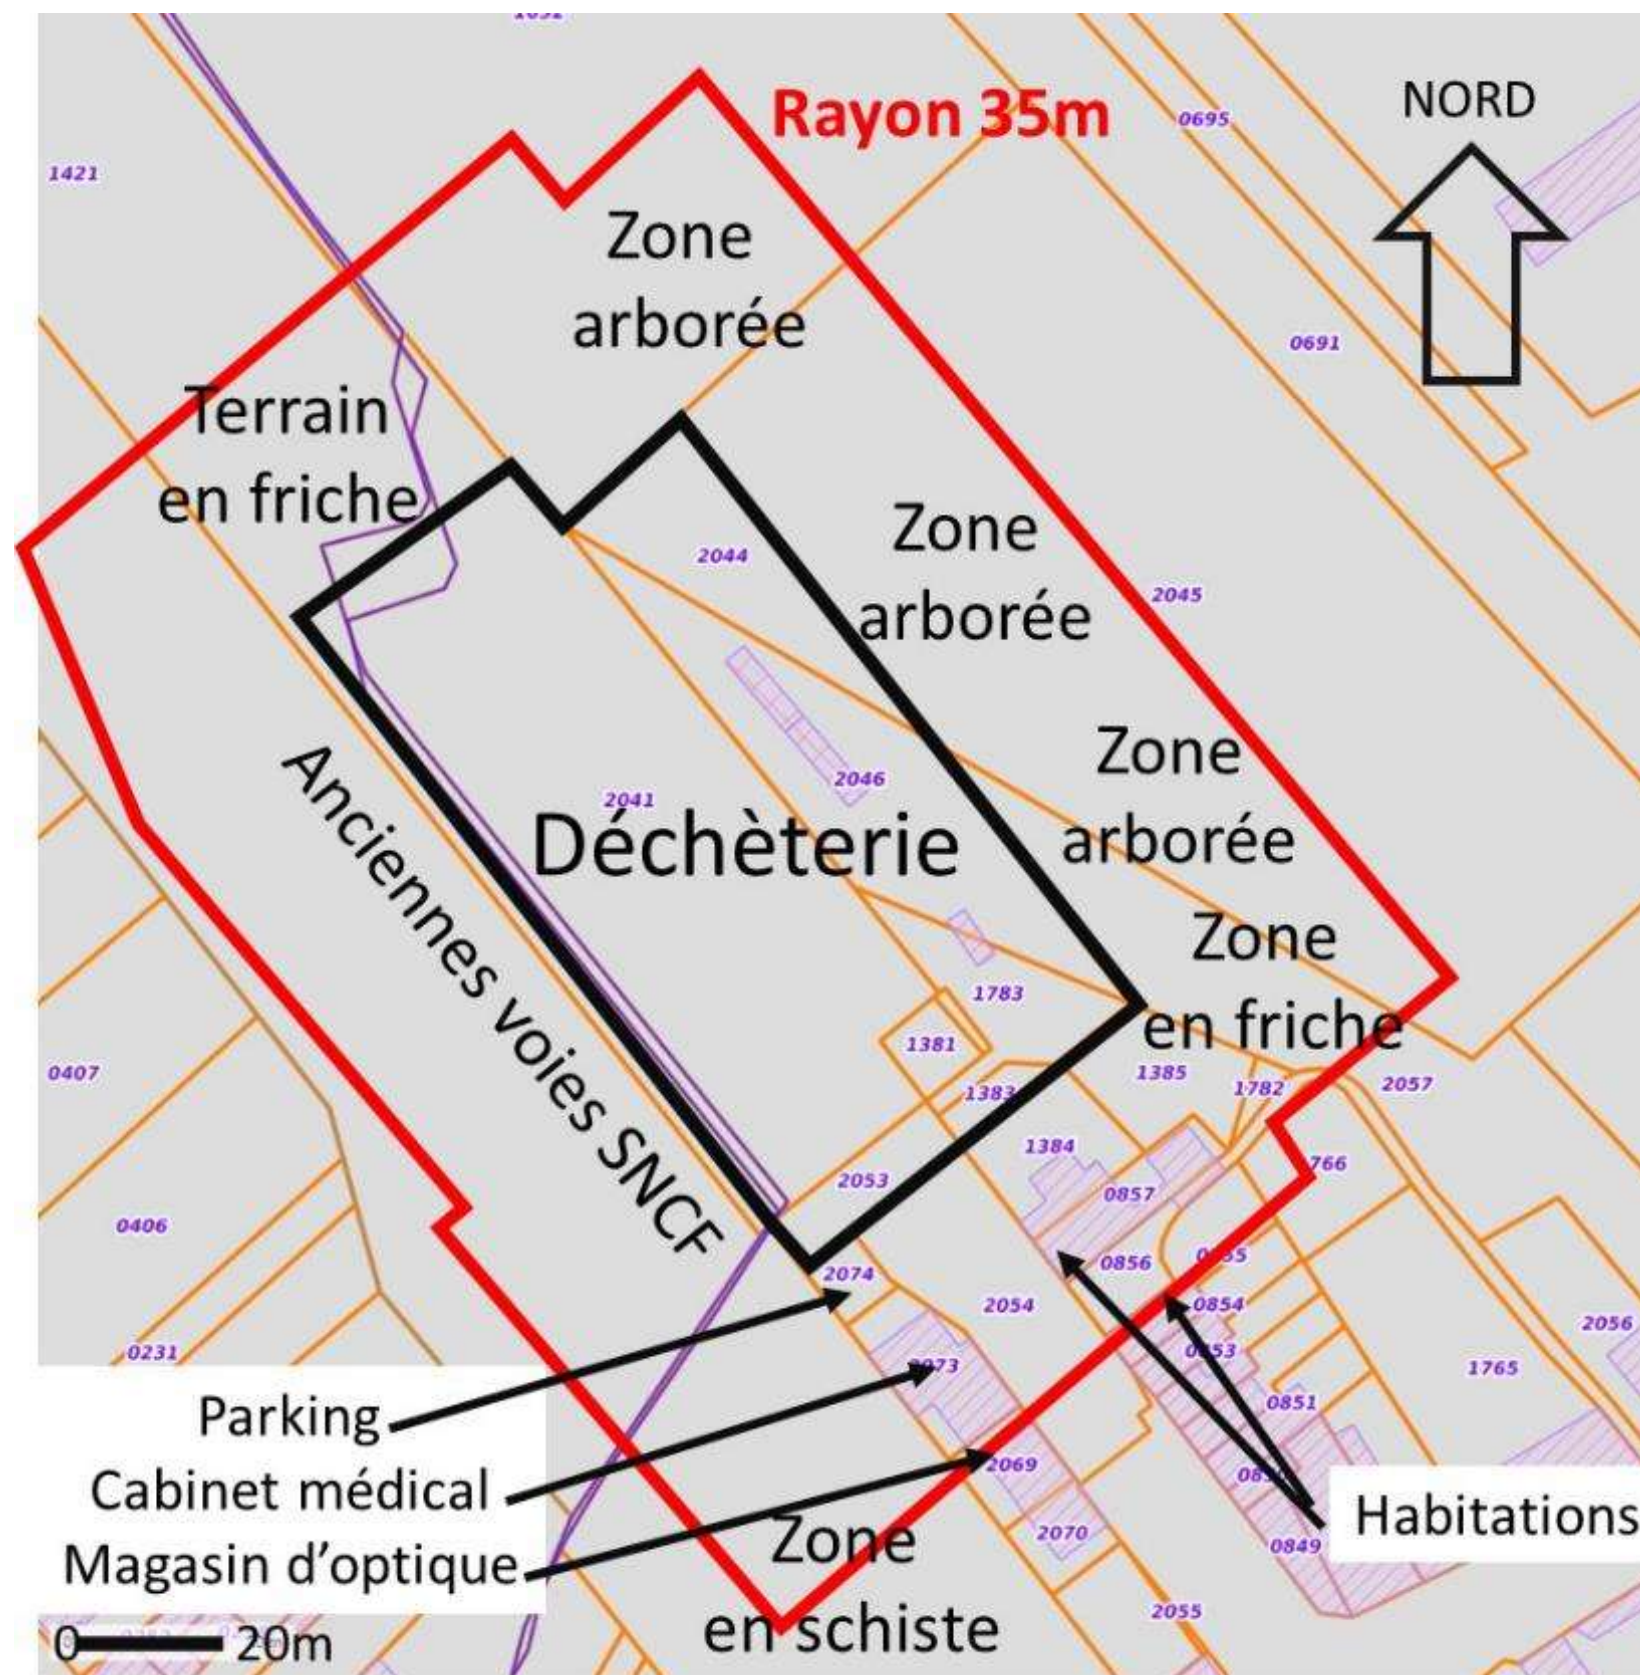 Rayon 35m
0695
NORD
1421
Zone
arborée
0691
Terrain
en friche
Zone
arborée
2044
2045
Zone
arborée
2046
2041
Déchèterie
Anciennes voies SNCF
Zone
en friche
1783
1381
1383
1385
1782
2057
0407
1384
766
0857
2053
0406
0856
2074
2054
0854
0853
2056
0231
2073
1765
Parking
0851
Cabinet médical
2069
Magasin d'optique
Zone
en schiste
2070
0849
Habitations
2055
0
20m